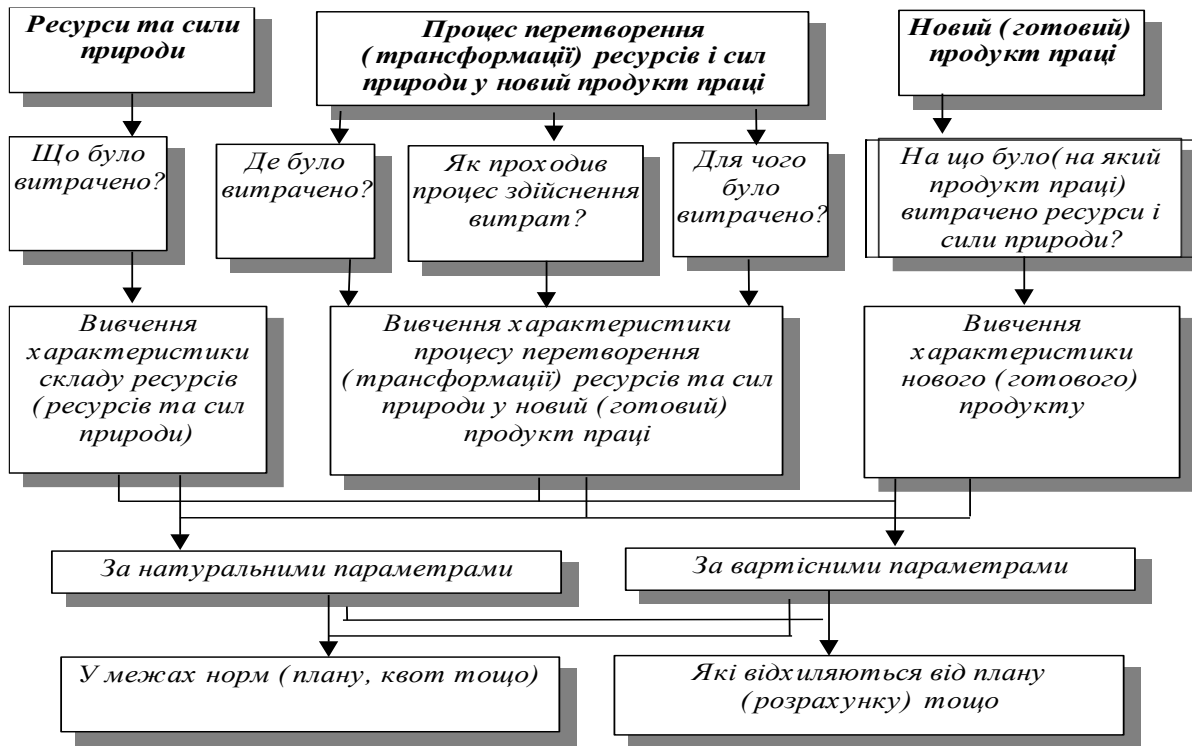 Ресурси та сили
природи
Процес перетворення
(трансформації) ресурсів і сил
природи у новий продукт праці
Новий (готовий)
продукт праці
Що було
витрачено?
Де було
витрачено?
Як проходив
процес здійснення
витрат?
Для чого
було
витрачено?
На що було(на який
продукт праці)
витрачено ресурси і
сили природи?
Вивчення
характеристики
складу ресурсів
(ресурсів та сил
природи)
Вивчення характеристики
процесу перетворення
(трансформації) ресурсів та сил
природи у новий (готовий)
продукт праці
Вивчення
характеристики
нового (готового)
продукту
За натуральними параметрами
За вартісними параметрами
У межах норм (плану, квот тощо)
Які відхиляються від плану
(розрахунку) тощо